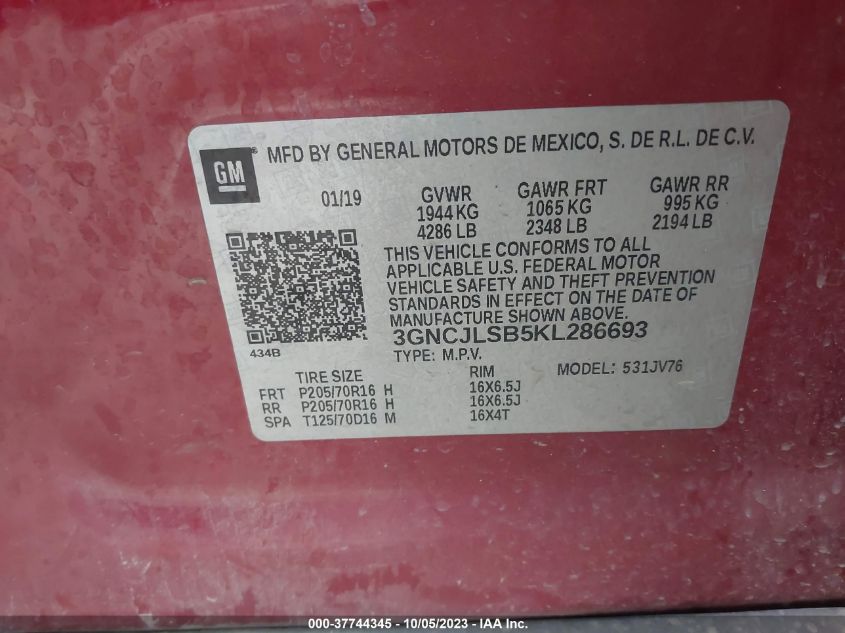 GM ® MFD BY GENERAL MOTORS DE MEXICO, S. DE R.L. DE C.V.
01/19
GVWR GAWR FRT GAWR RR
1944 KG 1065 KG 995 KG
4286 LB 2348 LB 2194 LB
THIS VEHICLE CONFORMS TO ALL
APPLICABLE U.S. FEDERAL MOTOR
VEHICLE SAFETY AND THEFT PREVENTION
STANDARDS IN EFFECT ON THE DATE OF
MANUFACTURE SHOWN ABOVE.
3GNCJLSB5KL286693
434B
TYPE: M.P.V. MODEL: 531JV76
TIRE SIZE RIM
FRT P205/70R16 H 16X6.5J
RR P205/70R16 H 16X6.5J
SPA T125/70D16 M 16X4T
000-37744345 - 10/05/2023 - IAA Inc.